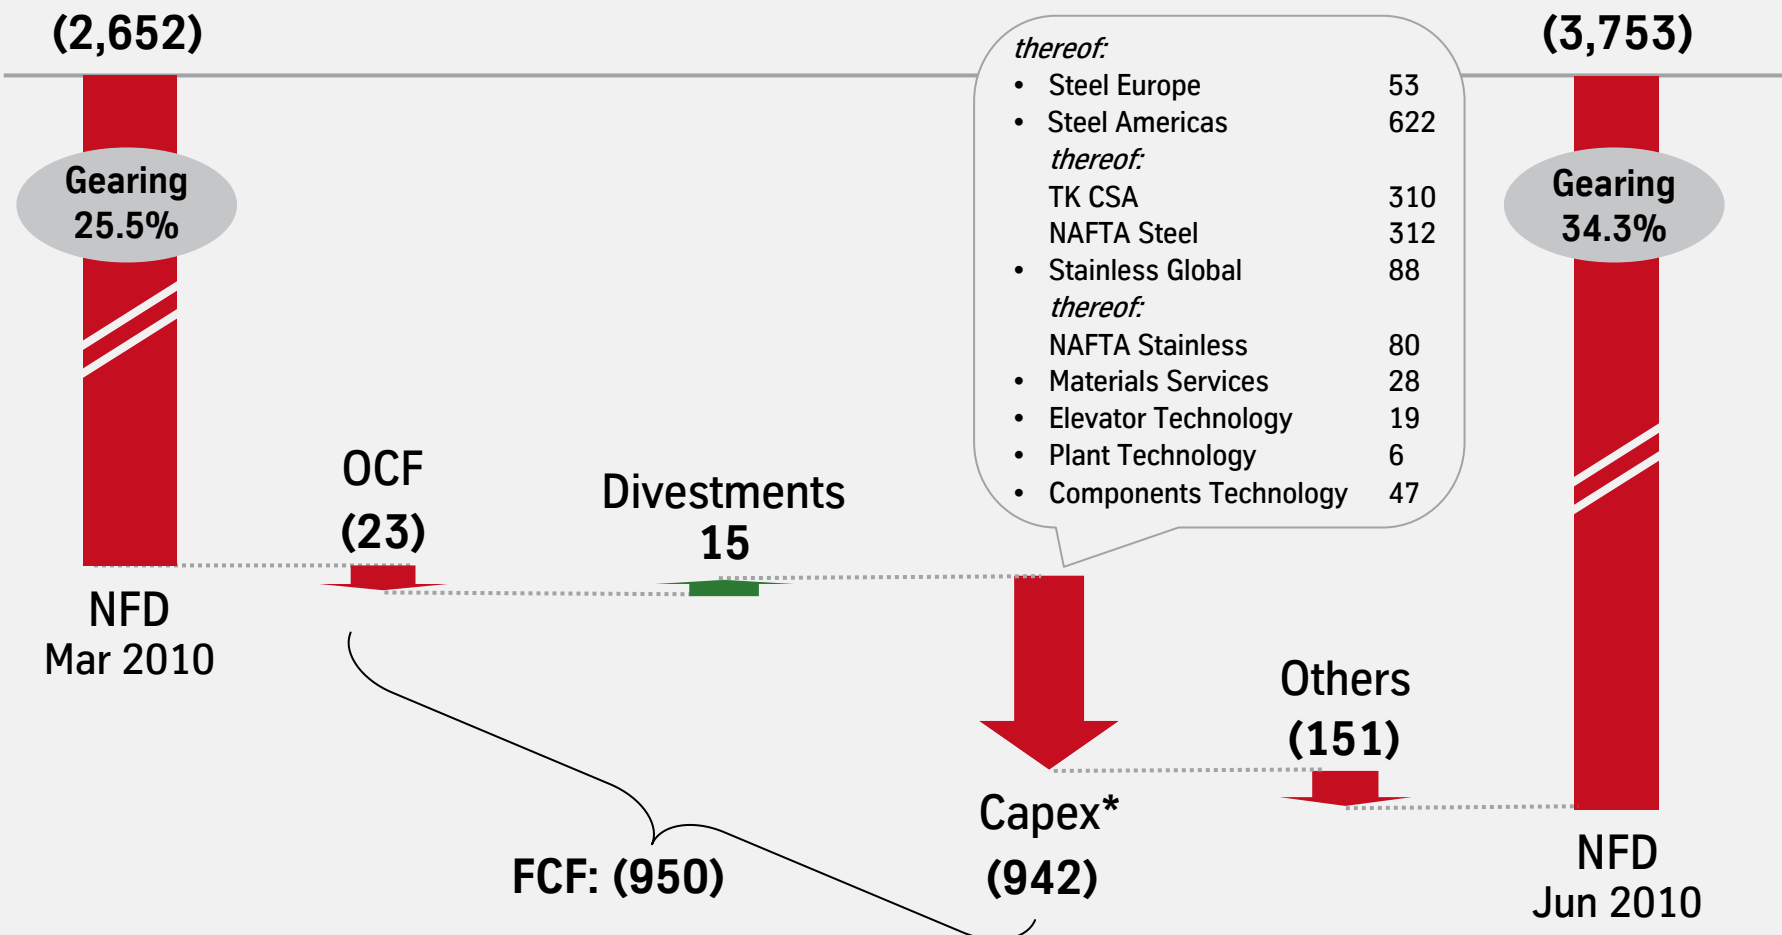 (2,652)
Gearing
25.5%
NFD
Mar 2010
OCF
(23)
Divestments
15
FCF: (950)
thereof:
• Steel Europe 53
• Steel Americas 622
thereof:
TK CSA 310
NAFTA Steel 312
• Stainless Global 88
thereof:
NAFTA Stainless 80
• Materials Services 28
• Elevator Technology 19
• Plant Technology 6
• Components Technology 47
Capex*
(942)
Others
(151)
(3,753)
Gearing
34.3%
NFD
Jun 2010